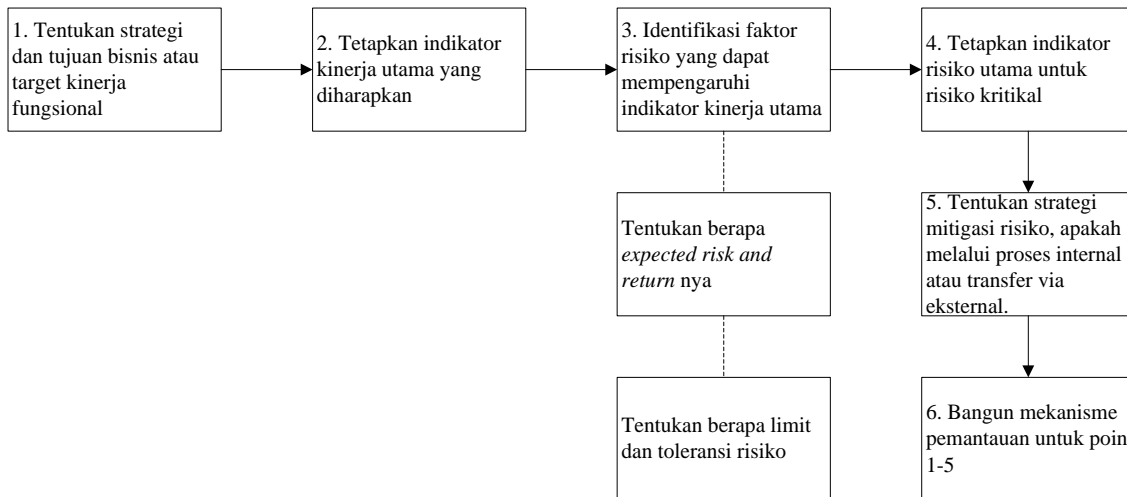 1. Tentukan strategi
dan tujuan bisnis atau
target kinerja
fungsional
2. Tetapkan indikator
kinerja utama yang
diharapkan
3. Identifikasi faktor
risiko yang dapat
mempengaruhi
indikator kinerja utama
4. Tetapkan indikator
risiko utama untuk
risiko kritikal
Tentukan berapa
expected risk and
return nya
5. Tentukan strategi
mitigasi risiko, apakah
melalui proses internal
atau transfer via
eksternal.
Tentukan berapa limit
dan toleransi risiko
6. Bangun mekanisme
pemantauan untuk poin
1-5